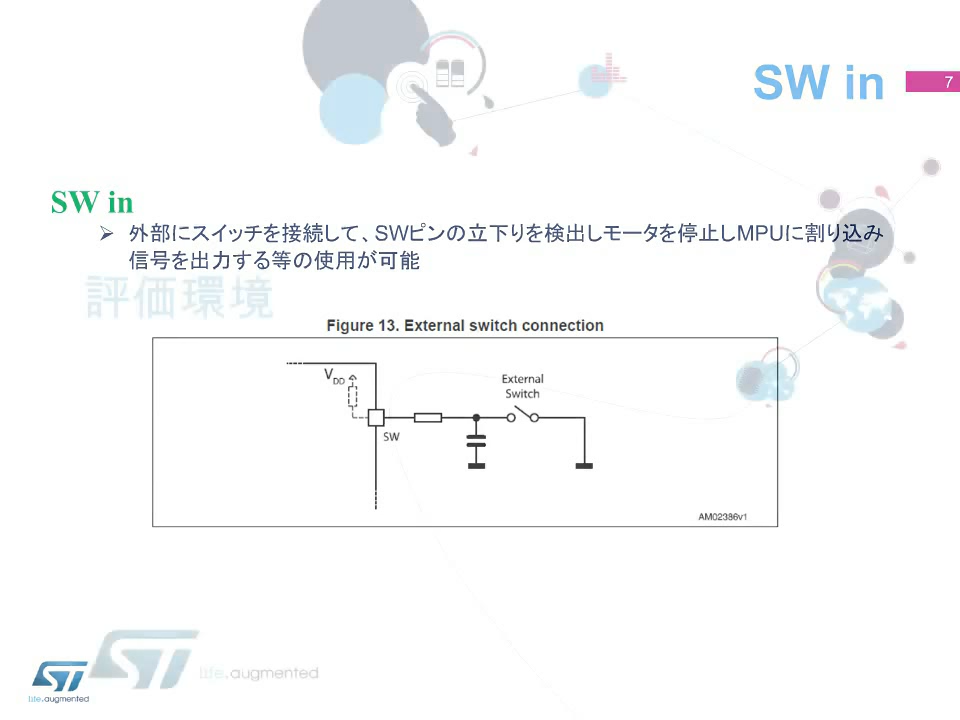 SW in
7
SW in
➢ 外部にスイッチを接続して、SWピンの立下りを検出しモータを停止しMPUに割り込み
信号を出力する等の使用が可能
評価環境
Figure 13. External switch connection
VDD
External
Switch
SW
AM02386v1
life.augmented
life.augmented